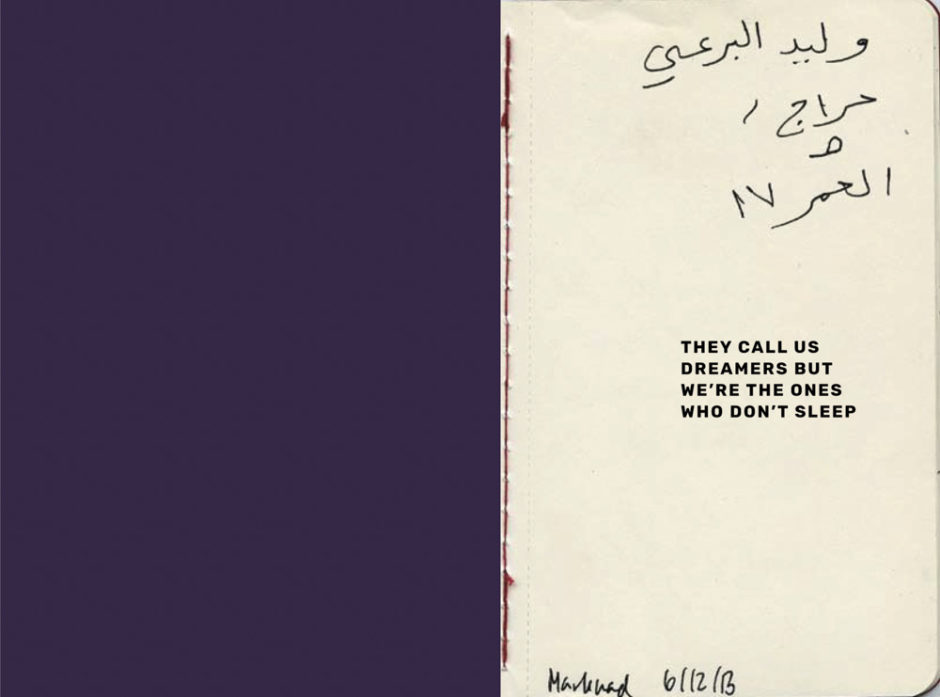 وليد البرعي
حراج /
العمر ١٧
THEY CALL US
DREAMERS BUT
WE'RE THE ONES
WHO DON'T SLEEP
6/12/13